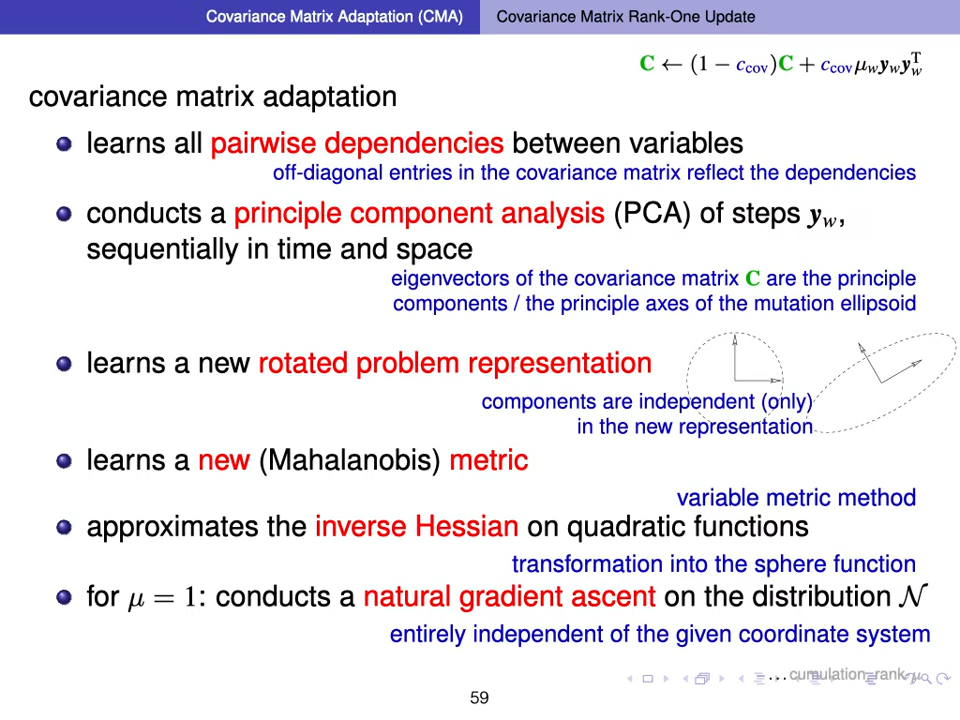 Covariance Matrix Adaptation (CMA) Covariance Matrix Rank-One Update
C ← (1 − c_cov)C + c_cov μ_w y_w y_w^T
covariance matrix adaptation
learns all pairwise dependencies between variables
off-diagonal entries in the covariance matrix reflect the dependencies
conducts a principle component analysis (PCA) of steps y_w,
sequentially in time and space
eigenvectors of the covariance matrix C are the principle
components / the principle axes of the mutation ellipsoid
learns a new rotated problem representation
components are independent (only)
in the new representation
learns a new (Mahalanobis) metric
variable metric method
approximates the inverse Hessian on quadratic functions
transformation into the sphere function
for μ = 1: conducts a natural gradient ascent on the distribution 𝒩
entirely independent of the given coordinate system
... cumulation, rank-μ
59